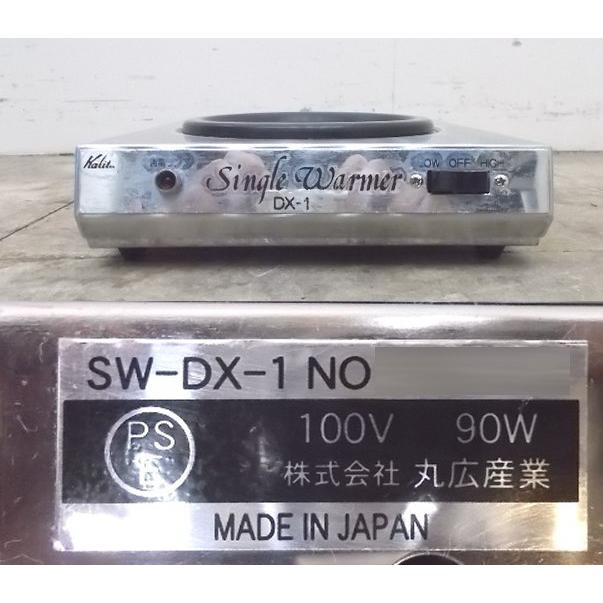 Kalita
Single Warmer
LOW OFF HIGH
DX-1
SW-DX-1 NO
PS E
100V 90W
株式会社 丸広産業
MADE IN JAPAN